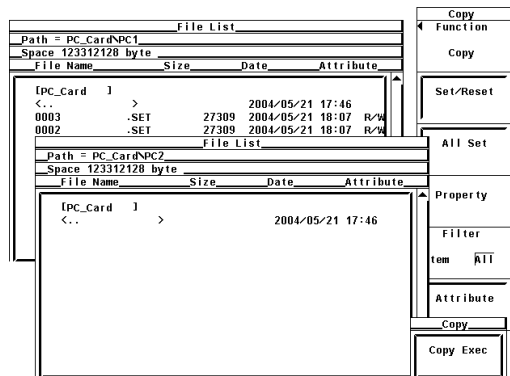 File List
Path = PC_Card\PC1
Space 123312128 byte
File Name Size Date Attribute
[PC_Card ]
<.. > 2004/05/21 17:46
0003 .SET 27309 2004/05/21 18:07 R/W
0002 .SET 27309 2004/05/21 18:07 R/W
File List
Path = PC_Card\PC2
Space 123312128 byte
File Name Size Date Attribute
[PC_Card ]
<.. > 2004/05/21 17:46
Copy
Function
Copy
Set/Reset
All Set
Property
Filter
tem All
Attribute
Copy
Copy Exec